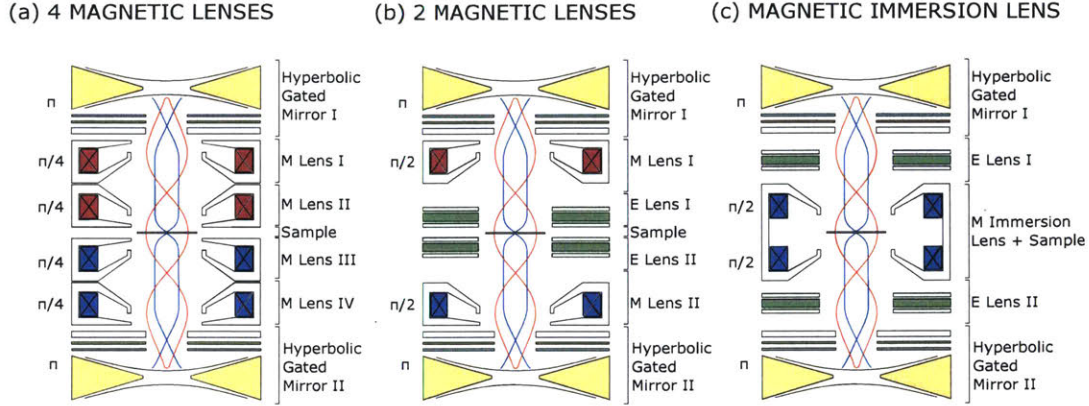 (a) 4 MAGNETIC LENSES
π
π/4
π/4
π/4
π/4
π
Hyperbolic
Gated
Mirror I
M Lens I
M Lens II
Sample
M Lens III
M Lens IV
Hyperbolic
Gated
Mirror II
(b) 2 MAGNETIC LENSES
π
π/2
π/2
π
Hyperbolic
Gated
Mirror I
M Lens I
E Lens I
Sample
E Lens II
M Lens II
Hyperbolic
Gated
Mirror II
(c) MAGNETIC IMMERSION LENS
π
π/2
π/2
π
Hyperbolic
Gated
Mirror I
E Lens I
M Immersion
Lens + Sample
E Lens II
Hyperbolic
Gated
Mirror II